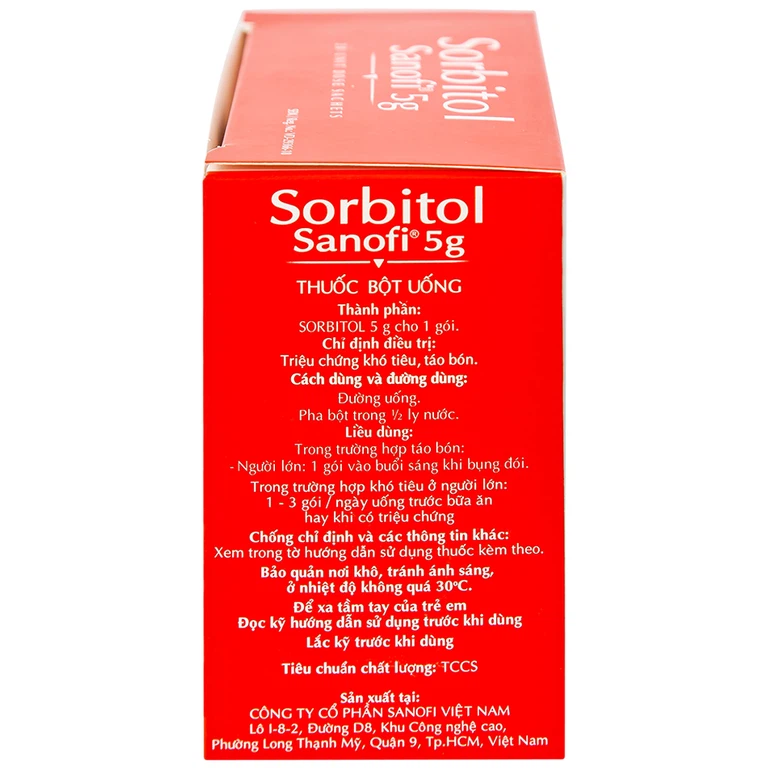 Sorbitol
Sanofi® 5g
UNIT DOSE SACHETS
Sorbitol
Sanofi® 5g
THUỐC BỘT UỐNG
Thành phần:
SORBITOL 5 g cho 1 gói.
Chỉ định điều trị:
Triệu chứng khó tiêu, táo bón.
Cách dùng và đường dùng:
Đường uống.
Pha bột trong ½ ly nước.
Liều dùng:
Trong trường hợp táo bón:
- Người lớn: 1 gói vào buổi sáng khi bụng đói.
Trong trường hợp khó tiêu ở người lớn:
1 - 3 gói / ngày uống trước bữa ăn
hay khi có triệu chứng
Chống chỉ định và các thông tin khác:
Xem trong tờ hướng dẫn sử dụng thuốc kèm theo.
Bảo quản nơi khô, tránh ánh sáng,
ở nhiệt độ không quá 30ºC.
Để xa tầm tay của trẻ em
Đọc kỹ hướng dẫn sử dụng trước khi dùng
Lắc kỹ trước khi dùng
Tiêu chuẩn chất lượng: TCCS
Sản xuất tại:
CÔNG TY CỔ PHẦN SANOFI VIỆT NAM
Lô I-8-2, Đường D8, Khu Công nghệ cao,
Phường Long Thạnh Mỹ, Quận 9, Tp.HCM, Việt Nam